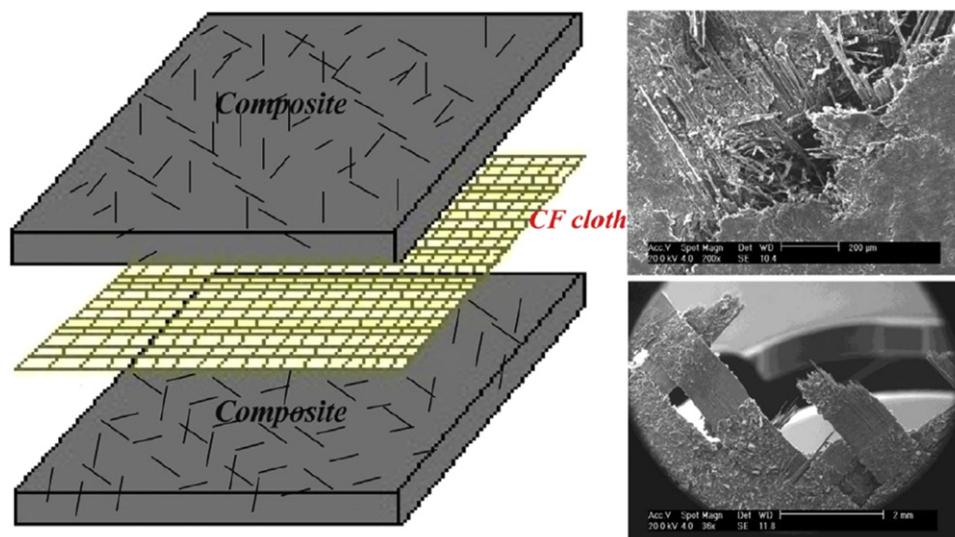 Composite
CF cloth
Composite
Acc.V Spot Magn Det WD 200 µm
20.0 kV 4.0 200x SE 10.4
Acc.V Spot Magn Det WD 2 mm
20.0 kV 4.0 36x SE 11.8